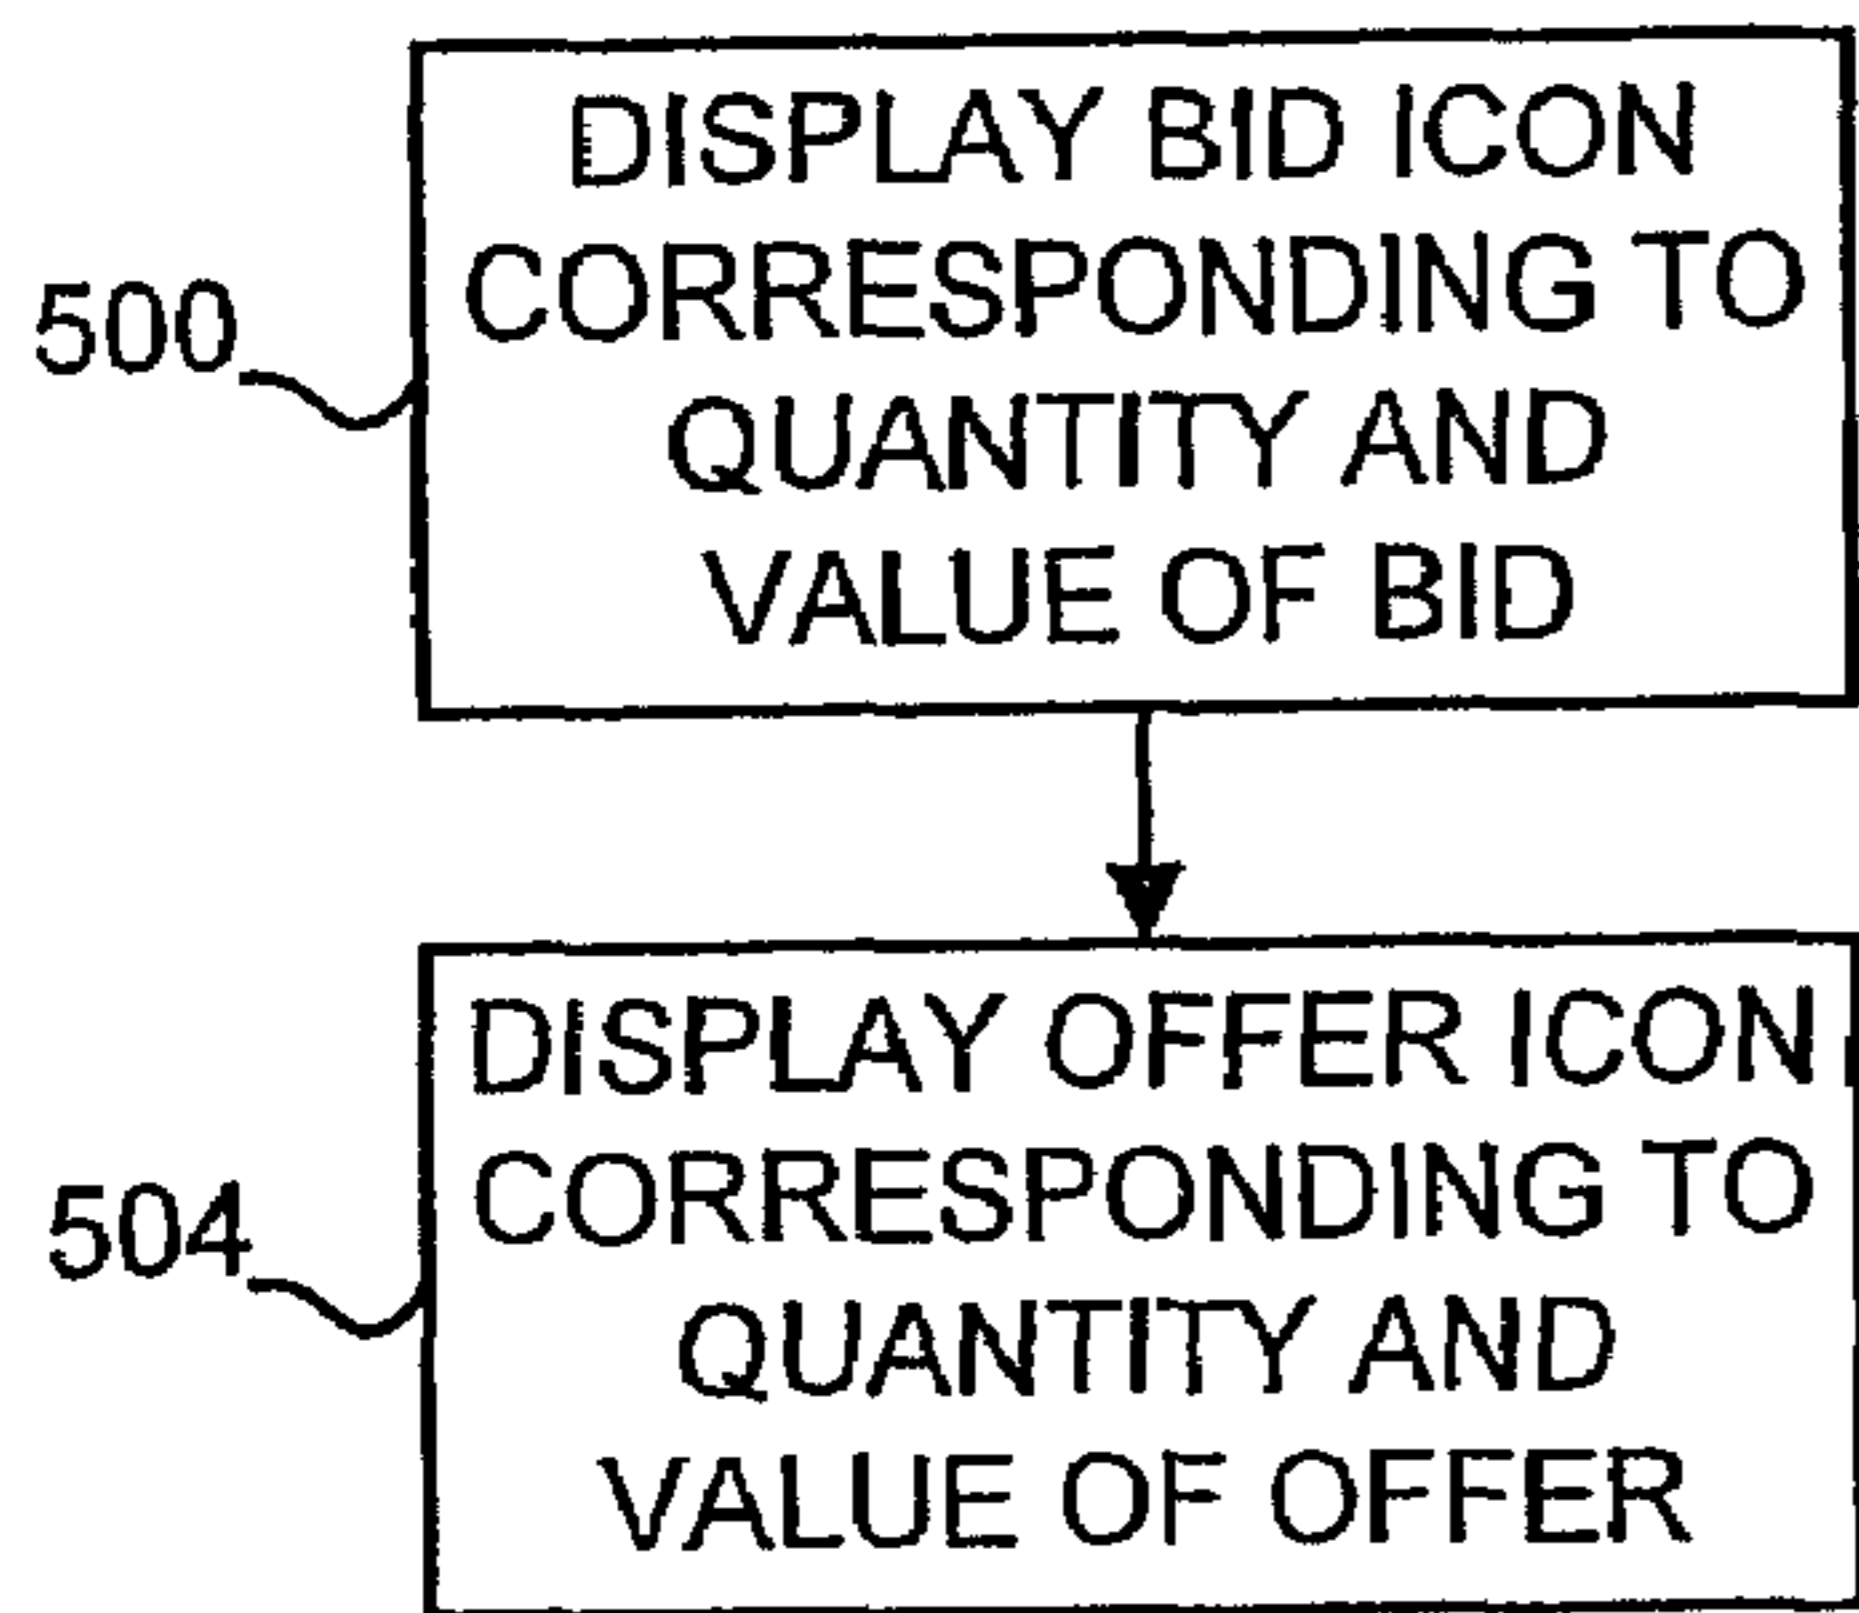 DISPLAY BID ICON
CORRESPONDING TO
QUANTITY AND
VALUE OF BID
500
DISPLAY OFFER ICON
CORRESPONDING TO
QUANTITY AND
VALUE OF OFFER
504